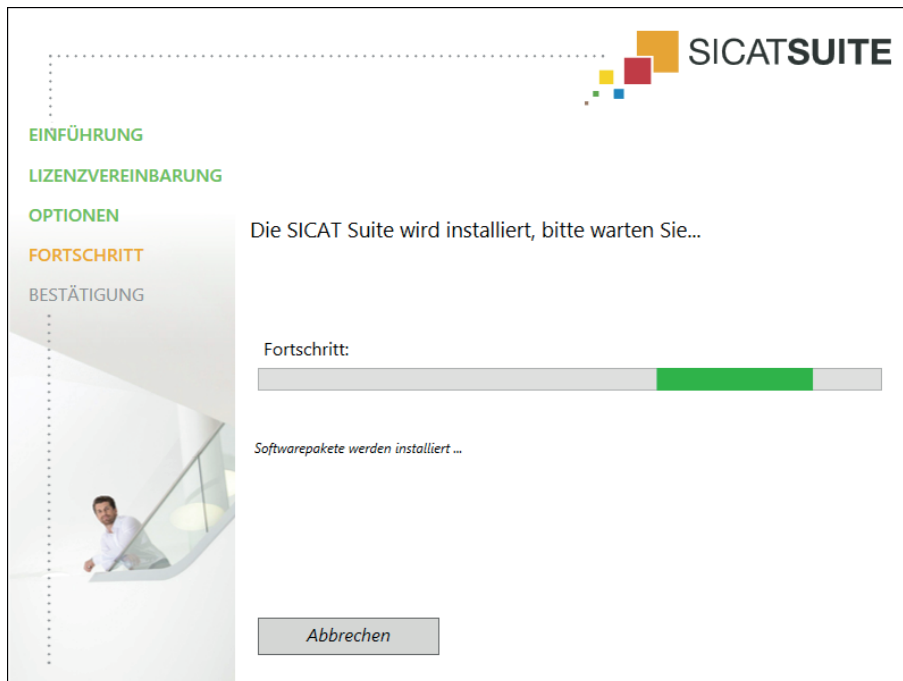 SICATSUITE
EINFÜHRUNG
LIZENZVEREINBARUNG
OPTIONEN
FORTSCHRITT
BESTÄTIGUNG
Die SICAT Suite wird installiert, bitte warten Sie...
Fortschritt:
Softwarepakete werden installiert ...
Abbrechen